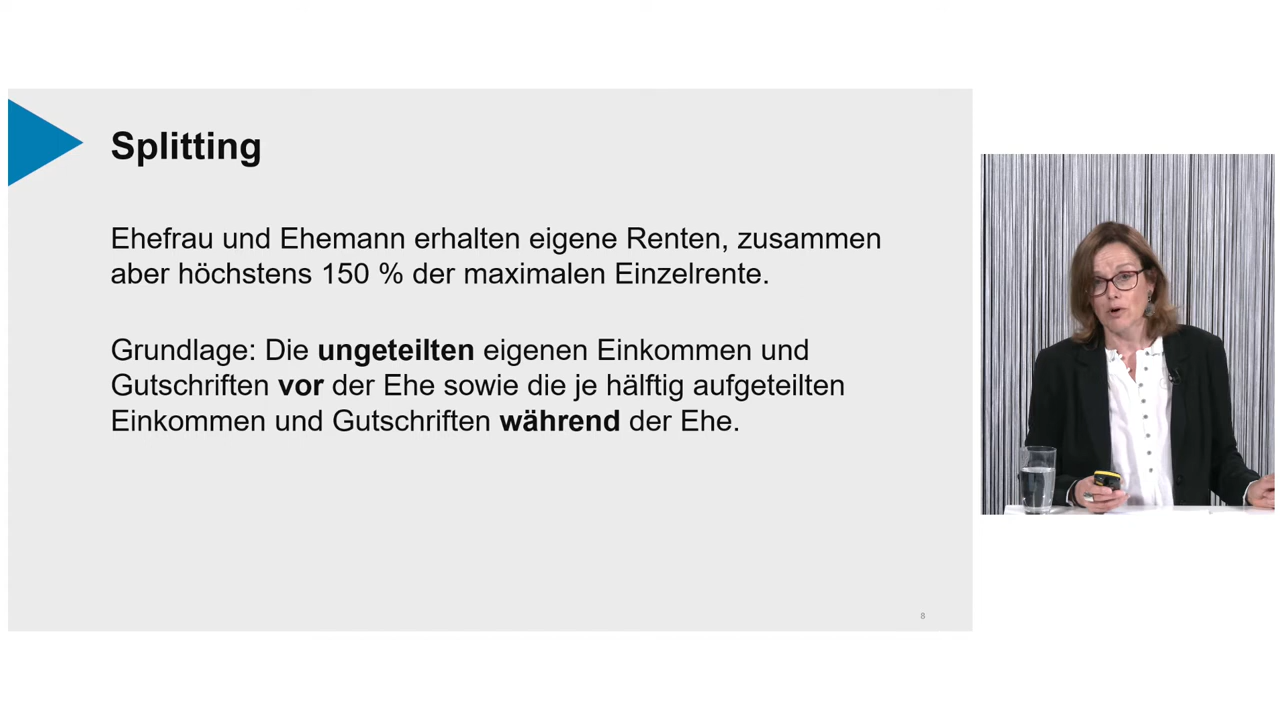 Splitting
Ehefrau und Ehemann erhalten eigene Renten, zusammen
aber höchstens 150 % der maximalen Einzelrente.
Grundlage: Die ungeteilten eigenen Einkommen und
Gutschriften vor der Ehe sowie die je hälftig aufgeteilten
Einkommen und Gutschriften während der Ehe.
8